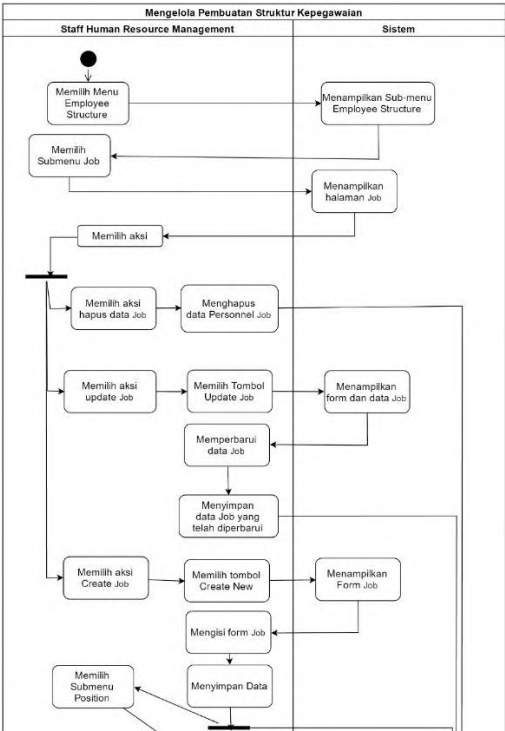 Mengelola Pembuatan Struktur Kepegawaian
Staff Human Resource Management
Sistem
Memilih Menu
Employee
Structure
Menampilkan Sub-menu
Employee Structure
Memilih
Submenu Job
Menampilkan
halaman Job
Memilih aksi
Memilih aksi
hapus data Job
Menghapus
data Personnel Job
Memilih aksi
update Job
Memilih Tombol
Update Job
Menampilkan
form dan data Job
Memperbarui
data Job
Menyimpan
data Job yang
telah diperbarui
Memilih aksi
Create Job
Memilih tombol
Create New
Menampilkan
Form Job
Mengisi form Job
Menyimpan Data
Memilih
Submenu
Position